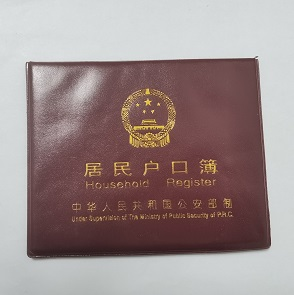 居民户口簿
Household Register
中华人民共和国公安部制
Under Supervision of The Ministry of Public Security of P.R.C.